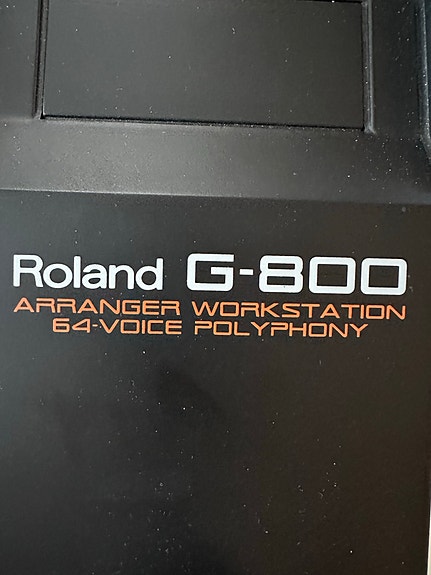 Roland G-800
ARRANGER WORKSTATION
64-VOICE POLYPHONY